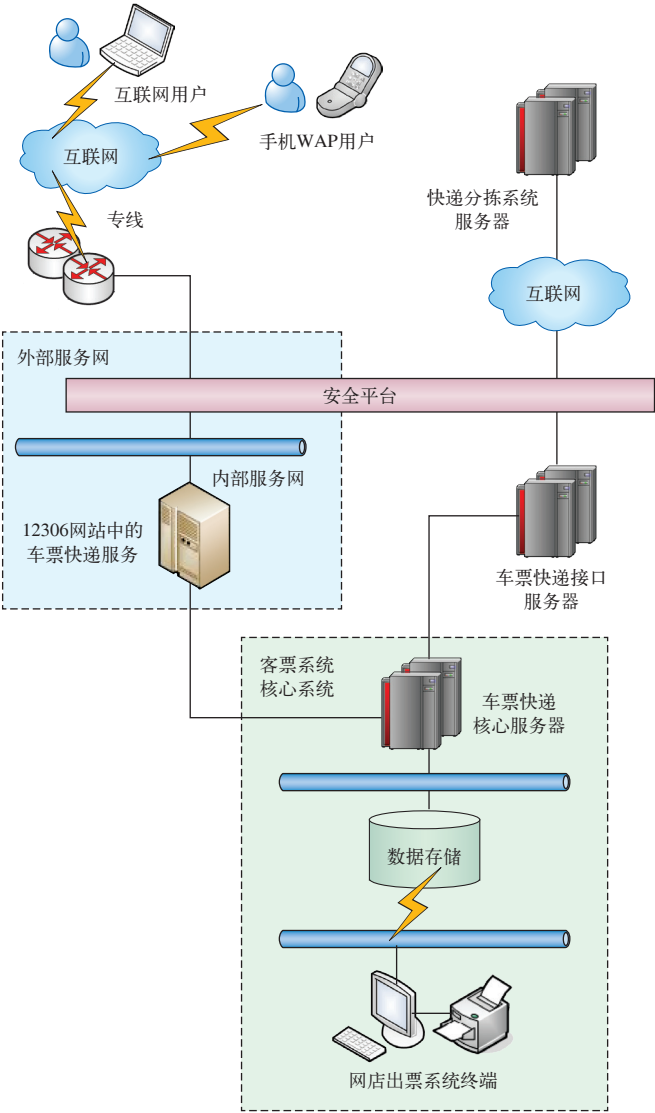 互联网用户
手机WAP用户
互联网
专线
快递分拣系统
服务器
互联网
外部服务网
安全平台
内部服务网
12306网站中的
车票快递服务
车票快递接口
服务器
客票系统
核心系统
车票快递
核心服务器
数据存储
网店出票系统终端